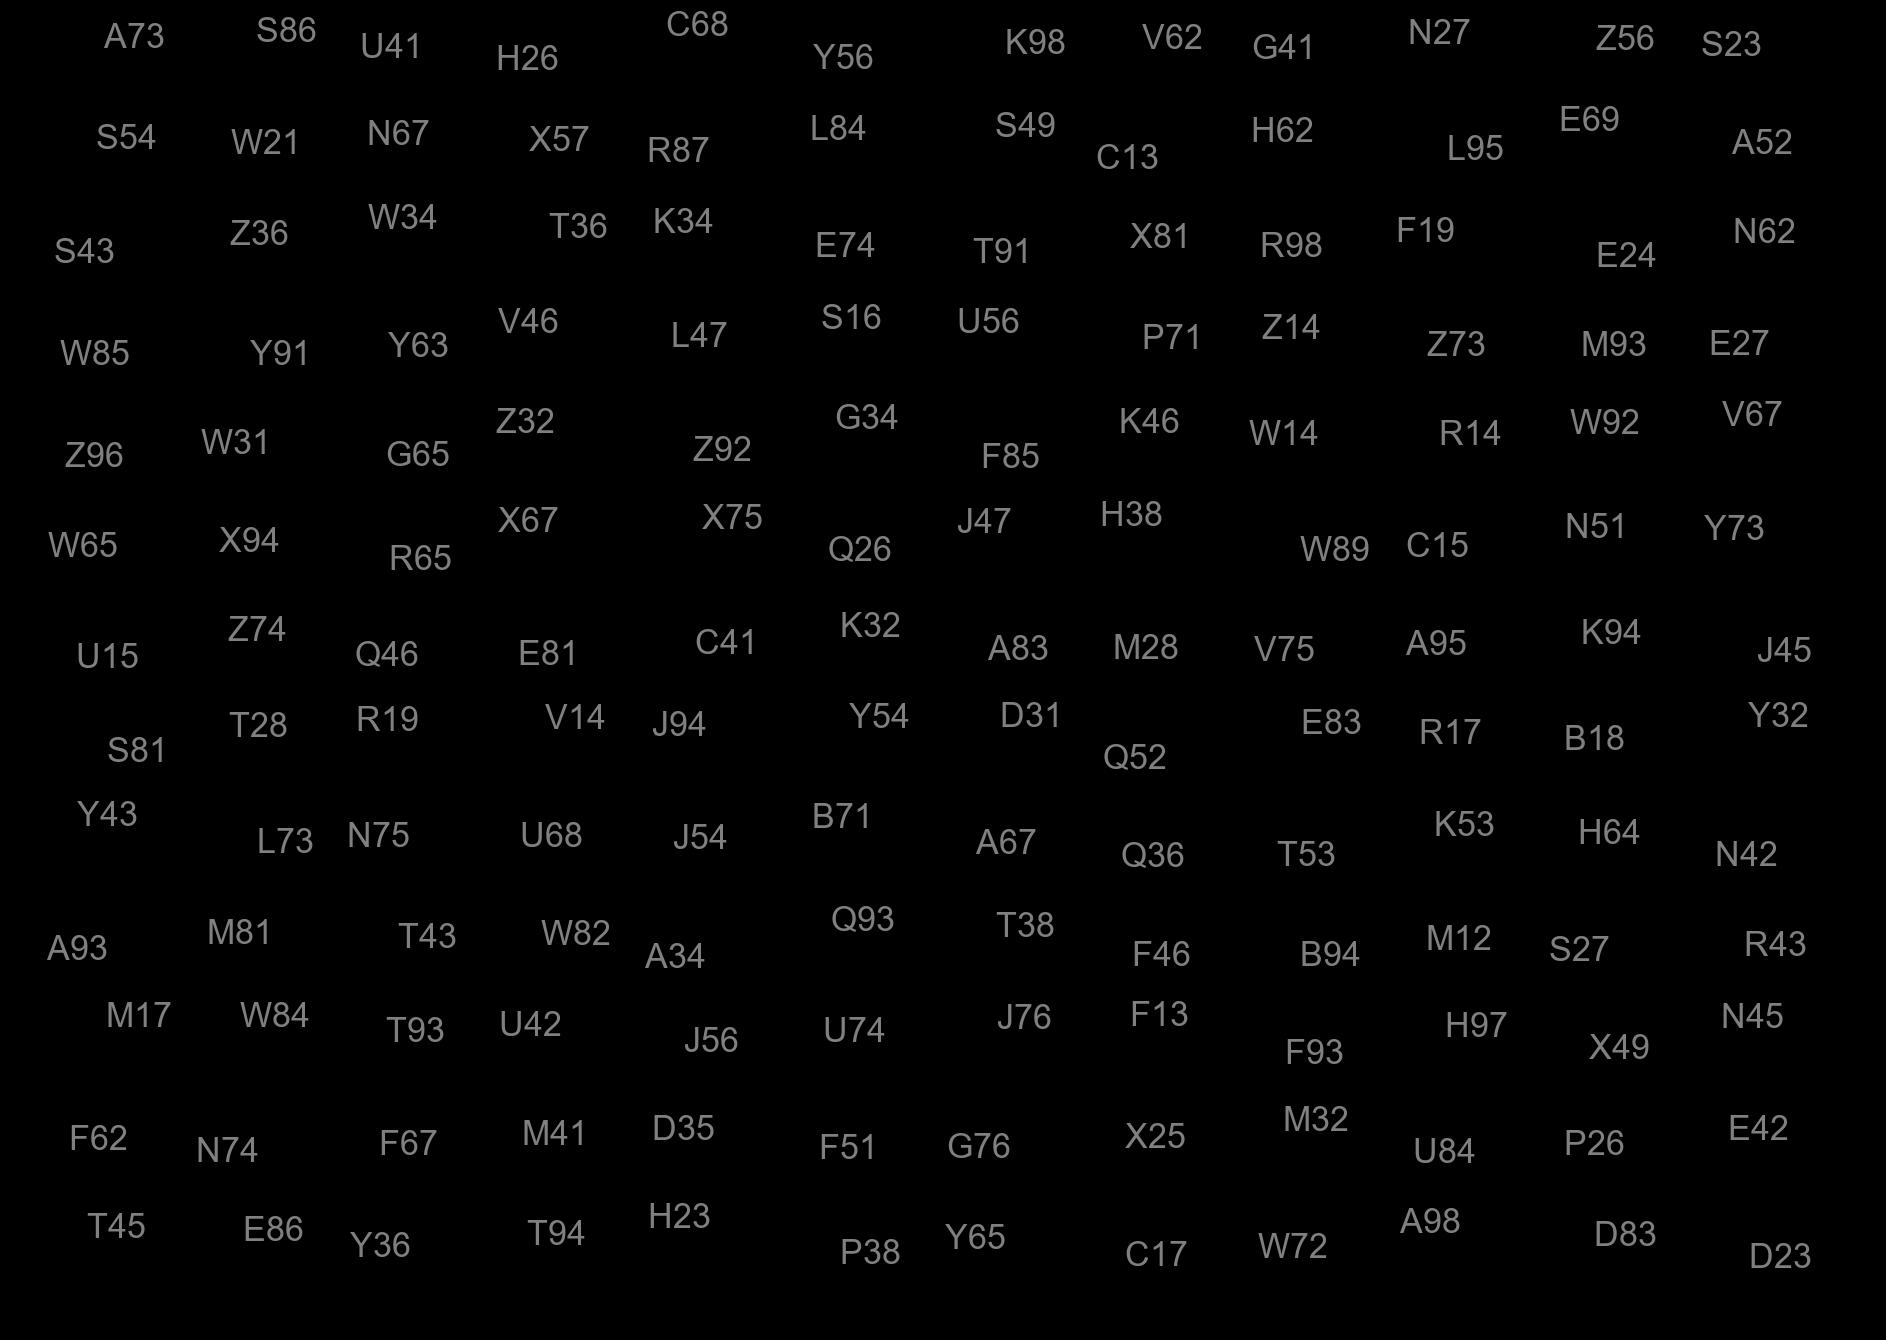 A73 S86 U41 H26 C68 Y56 K98 V62 G41 N27 Z56 S23
S54 W21 N67 X57 R87 L84 S49 C13 H62 L95 E69 A52
S43 Z36 W34 T36 K34 E74 T91 X81 R98 F19 E24 N62
W85 Y91 Y63 V46 L47 S16 U56 P71 Z14 Z73 M93 E27
Z96 W31 G65 Z32 Z92 G34 F85 K46 W14 R14 W92 V67
W65 X94 R65 X67 X75 Q26 J47 H38 W89 C15 N51 Y73
U15 Z74 Q46 E81 C41 K32 A83 M28 V75 A95 K94 J45
S81 T28 R19 V14 J94 Y54 D31 Q52 E83 R17 B18 Y32
Y43 L73 N75 U68 J54 B71 A67 Q36 T53 K53 H64 N42
A93 M81 T43 W82 A34 Q93 T38 F46 B94 M12 S27 R43
M17 W84 T93 U42 J56 U74 J76 F13 F93 H97 X49 N45
F62 N74 F67 M41 D35 F51 G76 X25 M32 U84 P26 E42
T45 E86 Y36 T94 H23 P38 Y65 C17 W72 A98 D83 D23